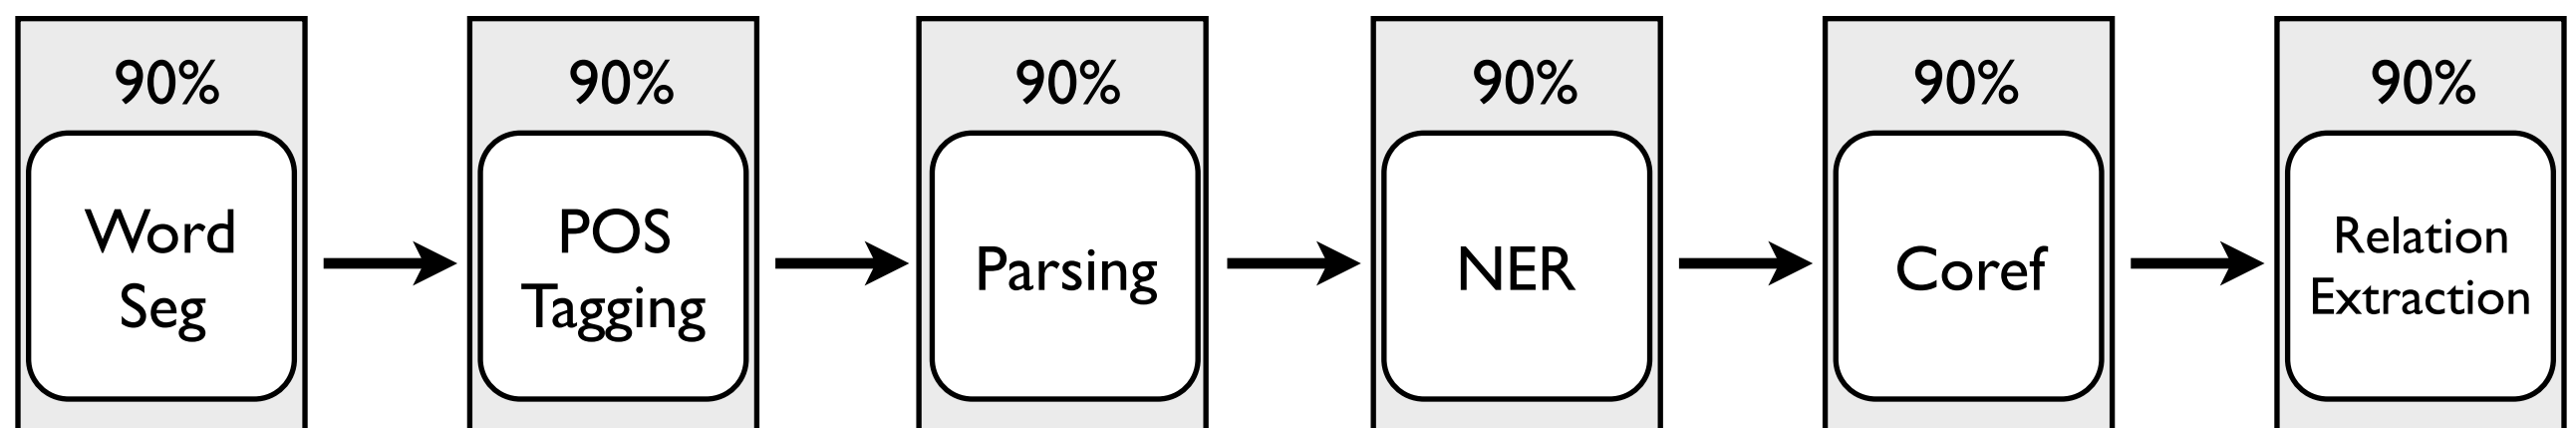 90%
Word
Seg
90%
POS
Tagging
90%
Parsing
90%
NER
90%
Coref
90%
Relation
Extraction